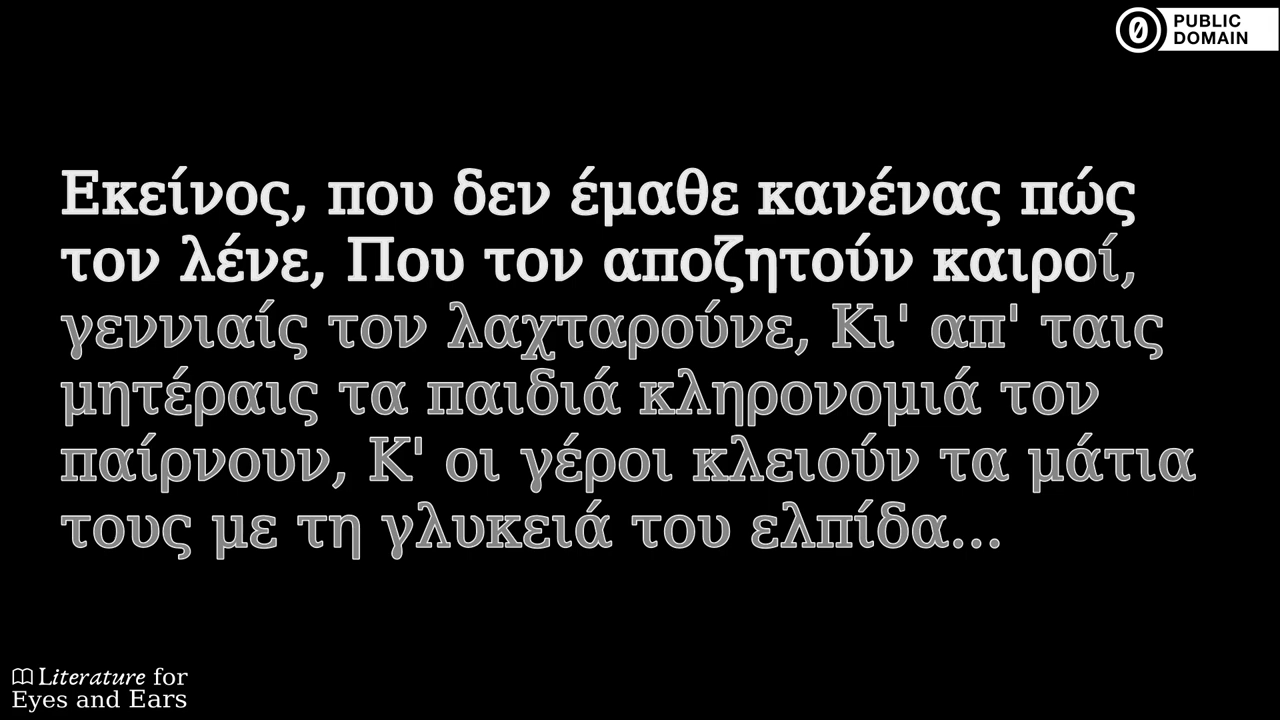 PUBLIC
DOMAIN
Εκείνος, που δεν έμαθε κανένας πώς
τον λένε, Που τον αποζητούν καιροί,
γεννιαίς τον λαχταρούνε, Κι' απ' ταις
μητέραις τα παιδιά κληρονομιά τον
παίρνουν, Κ' οι γέροι κλειούν τα μάτια
τους με τη γλυκειά του ελπίδα...
Literature for
Eyes and Ears